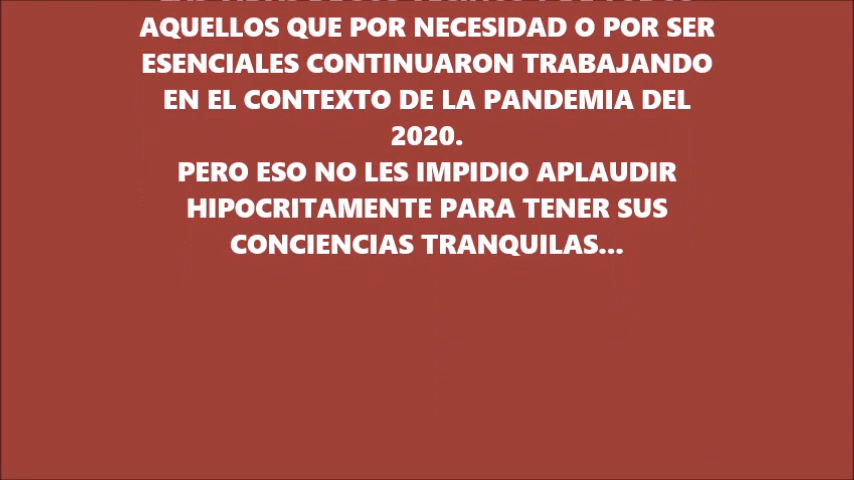 AQUELLOS QUE POR NECESIDAD O POR SER
ESENCIALES CONTINUARON TRABAJANDO
EN EL CONTEXTO DE LA PANDEMIA DEL
2020.
PERO ESO NO LES IMPIDIO APLAUDIR
HIPOCRITAMENTE PARA TENER SUS
CONCIENCIAS TRANQUILAS...